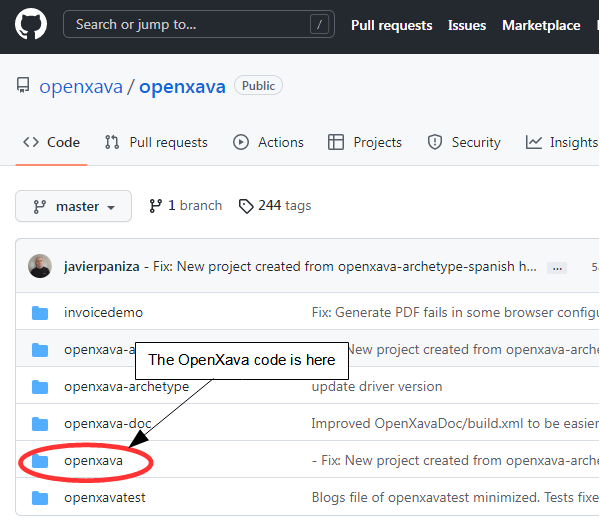 Search or jump to... /
Pull requests Issues Marketplace
openxava / openxava Public
Code Pull requests Actions Projects Security Insights
master 1 branch 244 tags
javierpaniza - Fix: New project created from openxava-archetype-spanish h... ...
invoicedemo Fix: Generate PDF fails in some browser configu
openxava-a New project created from openxava-arche
The OpenXava code is here
openxava-archetype update driver version
openxava-doc Improved OpenXavaDoc/build.xml to be easier
openxava - Fix: New project created from openxava-arche
openxavatest Blogs file of openxavatest minimized. Tests fixe